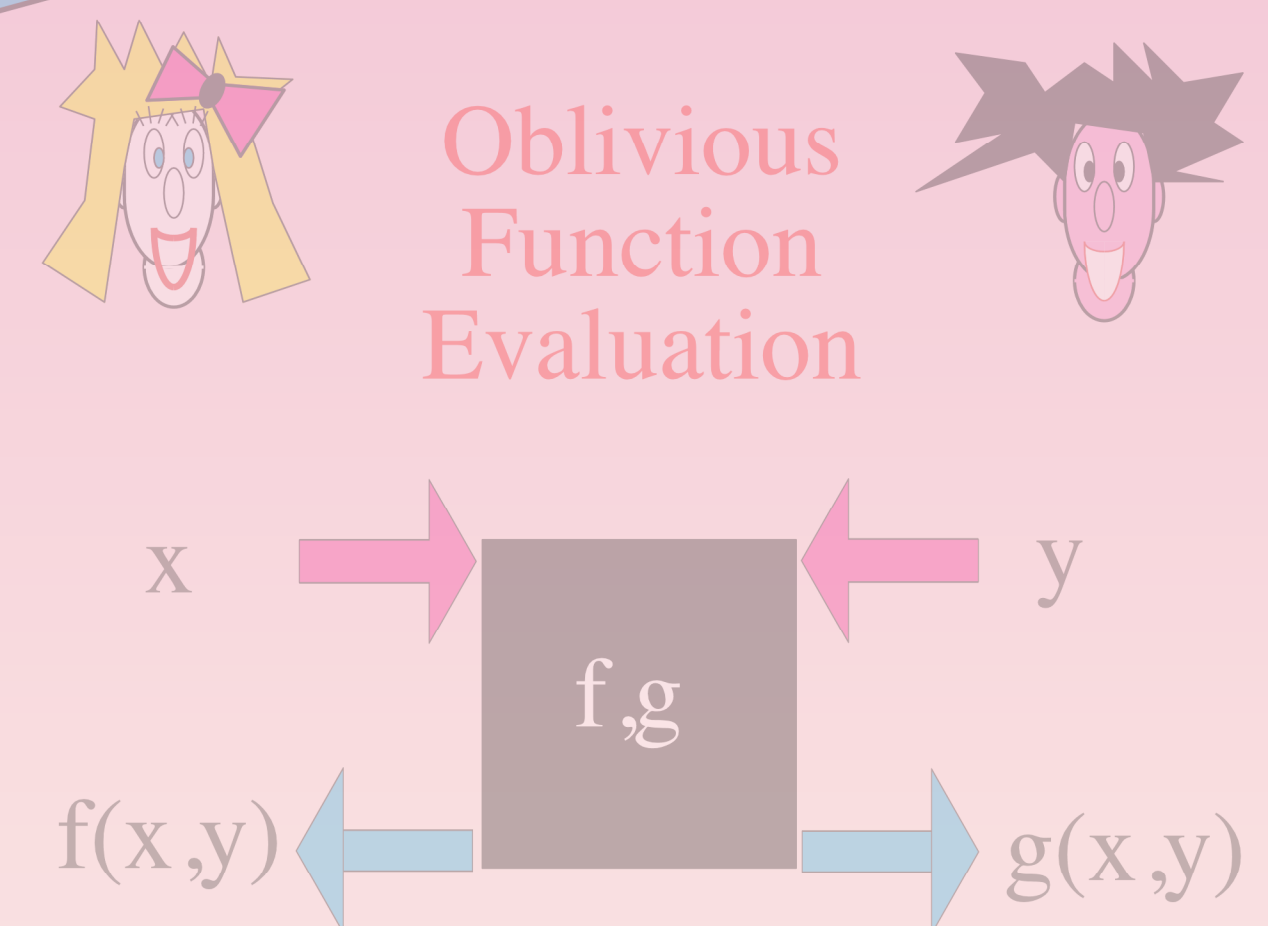 Oblivious
Function
Evaluation
x
y
f,g
f(x,y)
g(x,y)